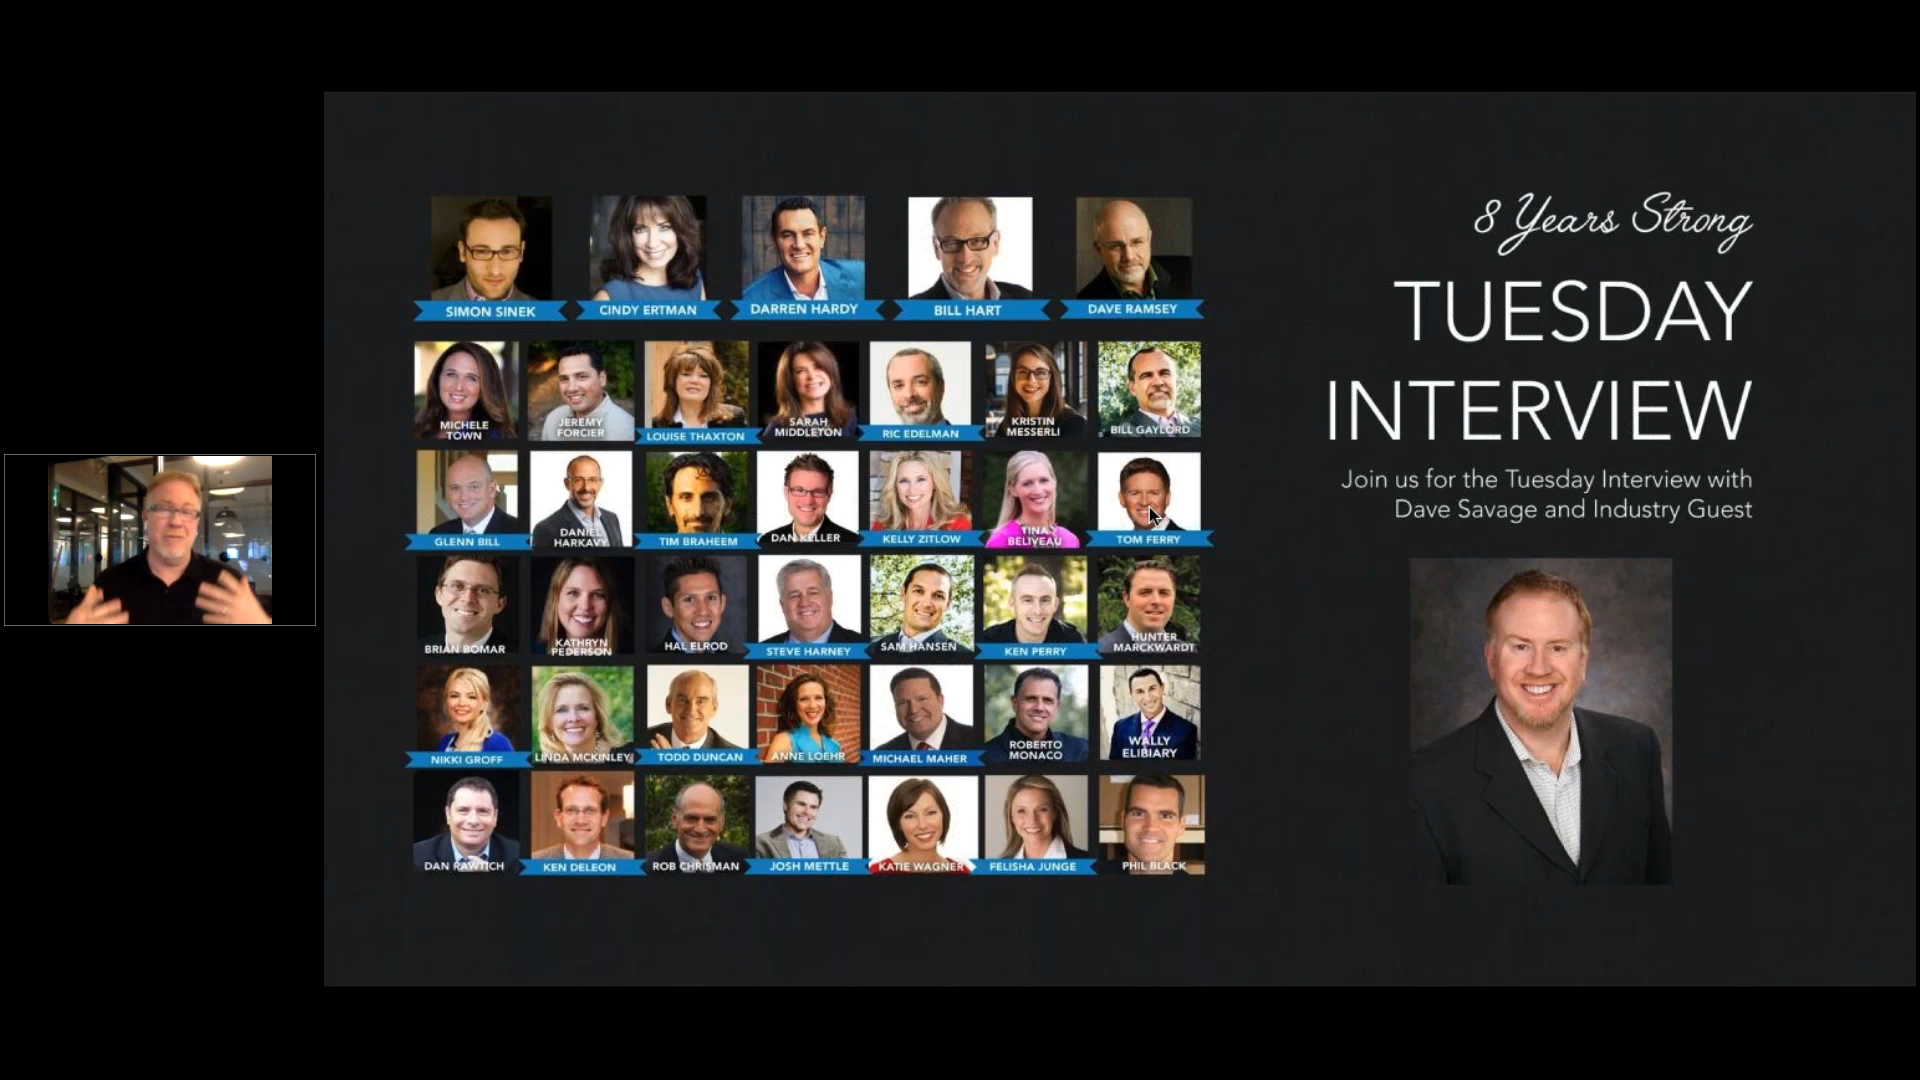 8 Years Strong
TUESDAY
INTERVIEW
Join us for the Tuesday Interview with
Dave Savage and Industry Guest
SIMON SINEK
CINDY ERTMAN
DARREN HARDY
BILL HART
DAVE RAMSEY
MICHELE
TOWN
JEREMY
FORCIER
LOUISE THAXTON
SARAH
MIDDLETON
RIC EDELMAN
KRISTIN
MESSERLI
BILL GAYLORD
GLENN BILL
DANIEL
HARKAVY
TIM BRAHEEM
DAN KELLER
KELLY ZITLOW
TINA
BELIVEAU
TOM FERRY
BRIAN BOMAR
KATHRYN
PEDERSON
HAL ELROD
STEVE HARNEY
SAM HANSEN
KEN PERRY
HUNTER
MARCKWARDT
NIKKI GROFF
LINDA MCKINLEY
TODD DUNCAN
ANNE LOEHR
MICHAEL MAHER
ROBERTO
MONACO
WALLY
ELIBIARY
DAN RAWTICH
KEN DELEON
ROB CHRISMAN
JOSH METTLE
KATIE WAGNER
FELISHA JUNGE
PHIL BLACK